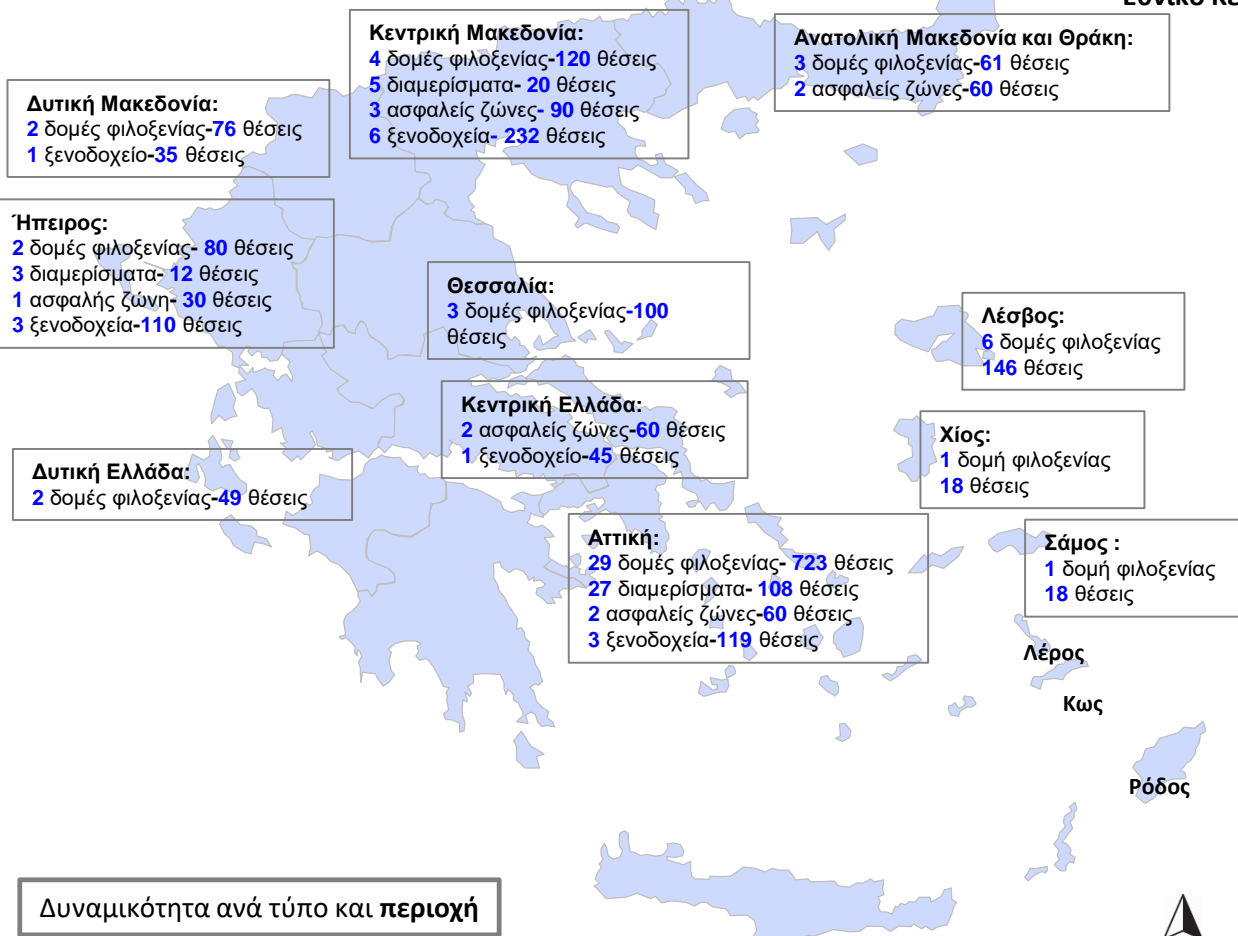 Κεντρική Μακεδονία:
4 δομές φιλοξενίας-120 θέσεις
5 διαμερίσματα- 20 θέσεις
3 ασφαλείς ζώνες- 90 θέσεις
6 ξενοδοχεία- 232 θέσεις
Ανατολική Μακεδονία και Θράκη:
3 δομές φιλοξενίας-61 θέσεις
2 ασφαλείς ζώνες-60 θέσεις
Δυτική Μακεδονία:
2 δομές φιλοξενίας-76 θέσεις
1 ξενοδοχείο-35 θέσεις
Ήπειρος:
2 δομές φιλοξενίας- 80 θέσεις
3 διαμερίσματα- 12 θέσεις
1 ασφαλής ζώνη- 30 θέσεις
3 ξενοδοχεία-110 θέσεις
Θεσσαλία:
3 δομές φιλοξενίας-100
θέσεις
Λέσβος:
6 δομές φιλοξενίας
146 θέσεις
Κεντρική Ελλάδα:
2 ασφαλείς ζώνες-60 θέσεις
1 ξενοδοχείο-45 θέσεις
Χίος:
1 δομή φιλοξενίας
18 θέσεις
Δυτική Ελλάδα:
2 δομές φιλοξενίας-49 θέσεις
Αττική:
29 δομές φιλοξενίας- 723 θέσεις
27 διαμερίσματα- 108 θέσεις
2 ασφαλείς ζώνες-60 θέσεις
3 ξενοδοχεία-119 θέσεις
Σάμος :
1 δομή φιλοξενίας
18 θέσεις
Λέρος
Κως
Ρόδος
Δυναμικότητα ανά τύπο και περιοχή